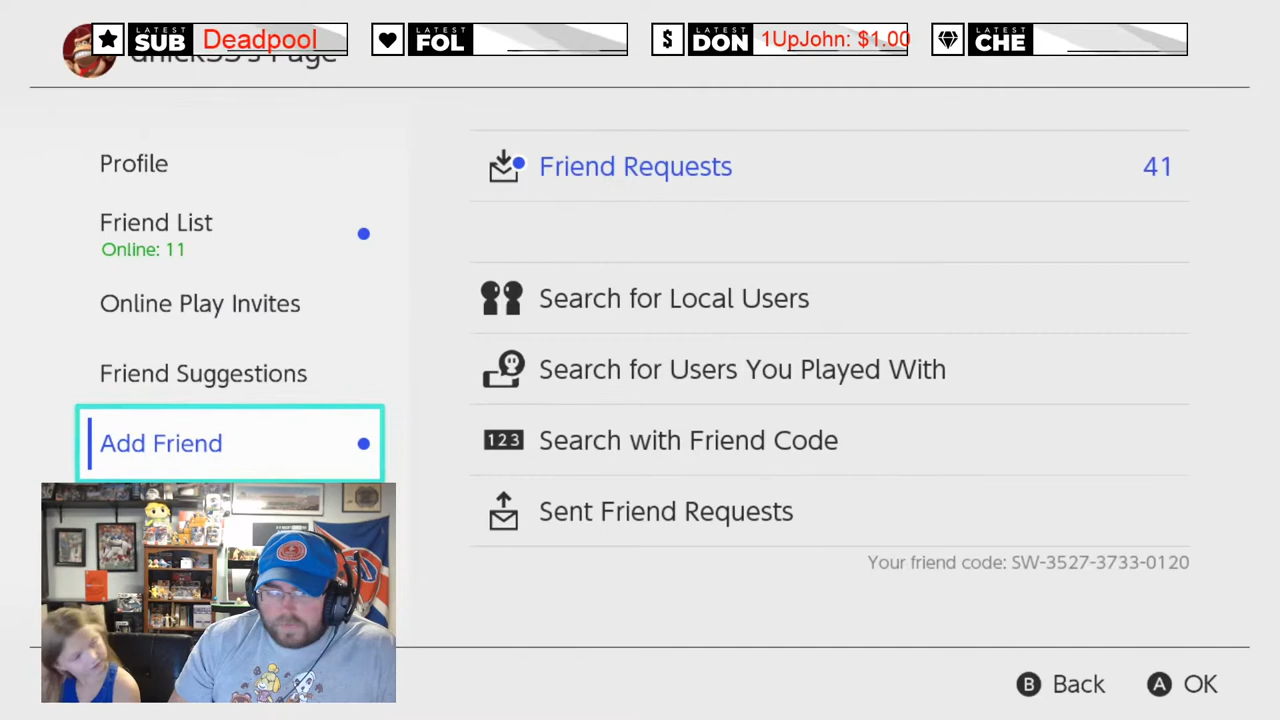 LATEST SUB Deadpool
LATEST FOL
LATEST DON 1UpJohn: $1.00
LATEST CHE
Profile
Friend List
Online: 11
Online Play Invites
Friend Suggestions
Add Friend
Friend Requests 41
Search for Local Users
Search for Users You Played With
123 Search with Friend Code
Sent Friend Requests
Your friend code: SW-3527-3733-0120
B Back A OK